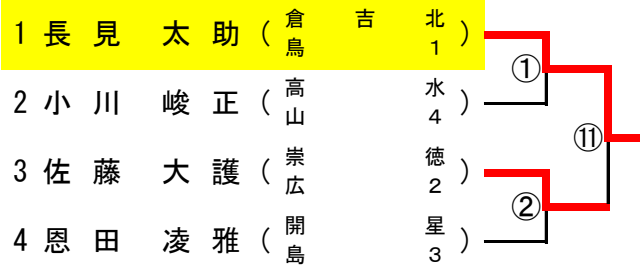 1 長見 太助 (倉吉北 鳥1)
①
2 小川 峻正 (高水 山4)
⑪
3 佐藤 大護 (崇徳 広2)
②
4 恩田 凌雅 (開星 島3)